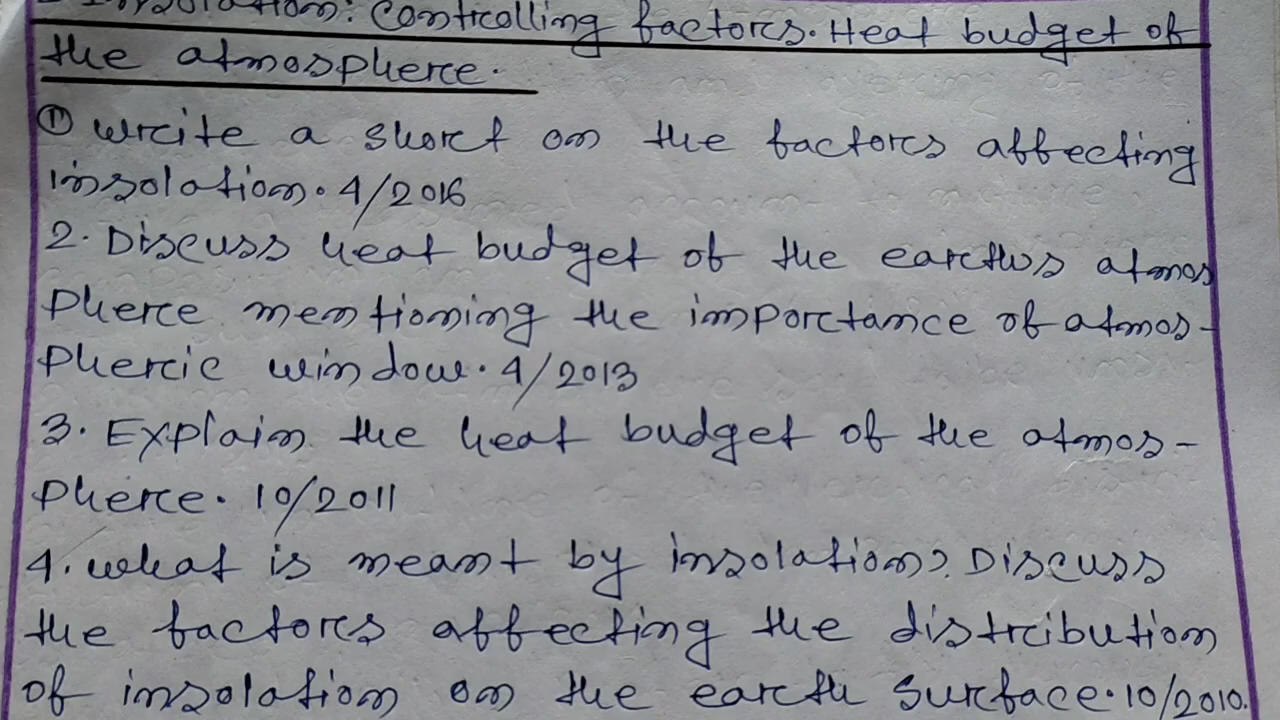 Insolation: Controlling factors. Heat budget of
the atmosphere.
① write a short on the factors affecting
insolation. 4/2016
2. Discuss heat budget of the earths atmos
phere mentioning the importance of atmos-
pheric window. 4/2013
3. Explain the heat budget of the atmos-
phere. 10/2011
4. what is meant by insolation?. Discuss
the factors affecting the distribution
of insolation on the earth surface. 10/2010.